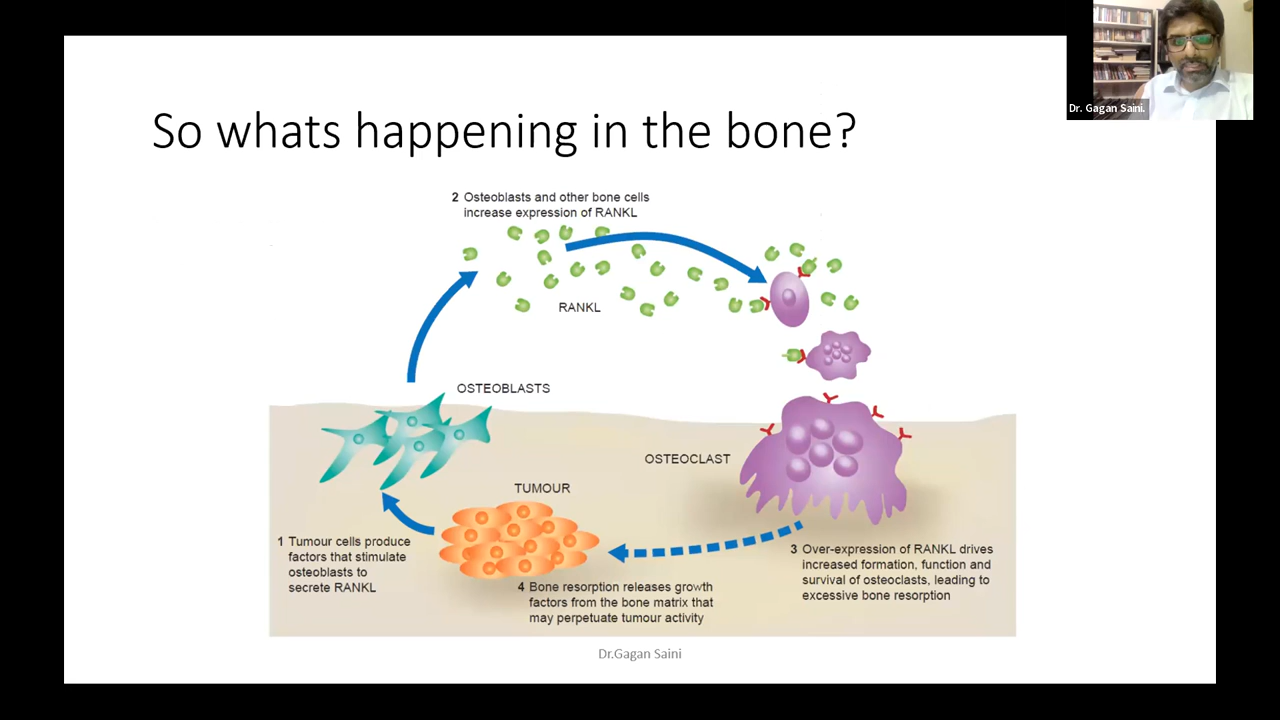 Dr. Gagan Saini.
So whats happening in the bone?
2 Osteoblasts and other bone cells
increase expression of RANKL
RANKL
OSTEOBLASTS
OSTEOCLAST
TUMOUR
1 Tumour cells produce
factors that stimulate
osteoblasts to
secrete RANKL
3 Over-expression of RANKL drives
increased formation, function and
survival of osteoclasts, leading to
excessive bone resorption
4 Bone resorption releases growth
factors from the bone matrix that
may perpetuate tumour activity
Dr.Gagan Saini